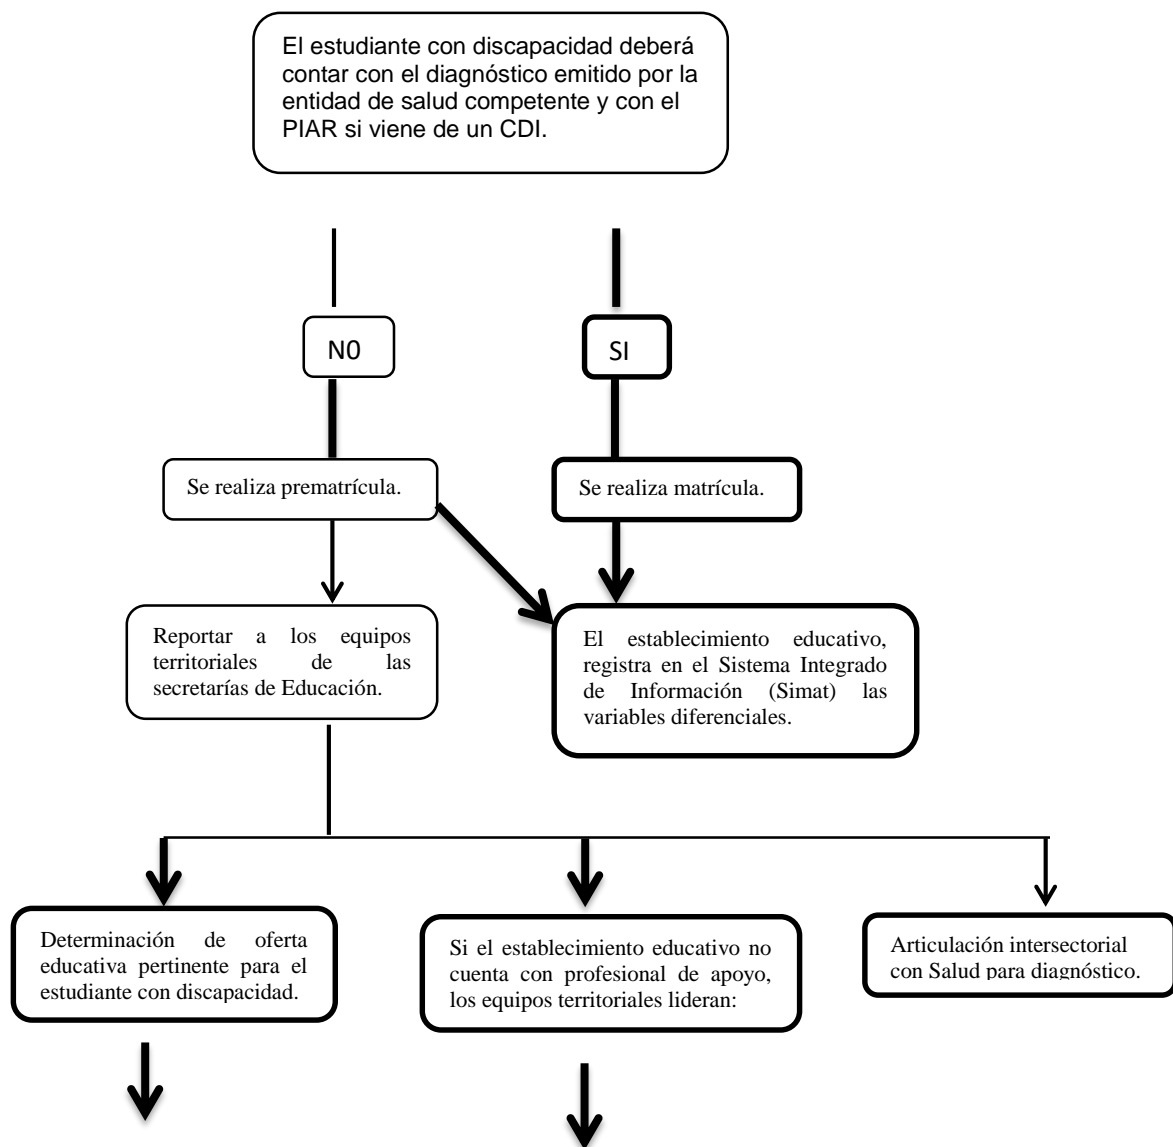 El estudiante con discapacidad deberá
contar con el diagnóstico emitido por la
entidad de salud competente y con el
PIAR si viene de un CDI.
N0
SI
Se realiza prematrícula.
Se realiza matrícula.
Reportar a los equipos
territoriales de las
secretarías de Educación.
El establecimiento educativo,
registra en el Sistema Integrado
de Información (Simat) las
variables diferenciales.
Determinación de oferta
educativa pertinente para el
estudiante con discapacidad.
Si el establecimiento educativo no
cuenta con profesional de apoyo,
los equipos territoriales lideran:
Articulación intersectorial
con Salud para diagnóstico.